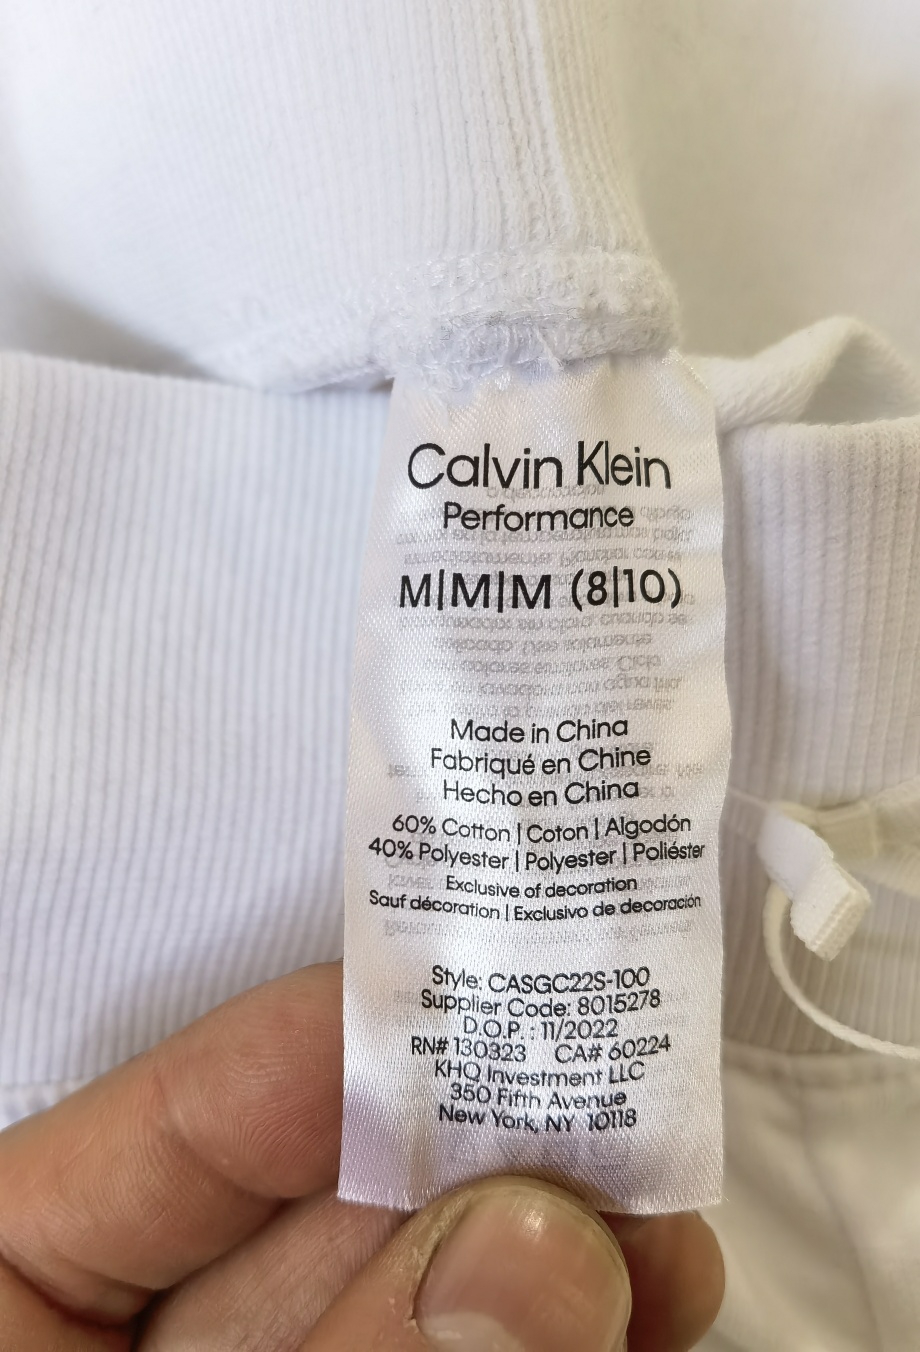 Calvin Klein
Performance
M|M|M (8|10)
Made in China
Fabriqué en Chine
Hecho en China
60% Cotton | Coton | Algodón
40% Polyester | Polyester | Poliéster
Exclusive of decoration
Sauf décoration | Exclusivo de decoración
Style: CASGC22S-100
Supplier Code: 8015278
D.O.P. : 11/2022
RN# 130323 CA# 60224
KHQ Investment LLC
350 Fifth Avenue
New York, NY 10118